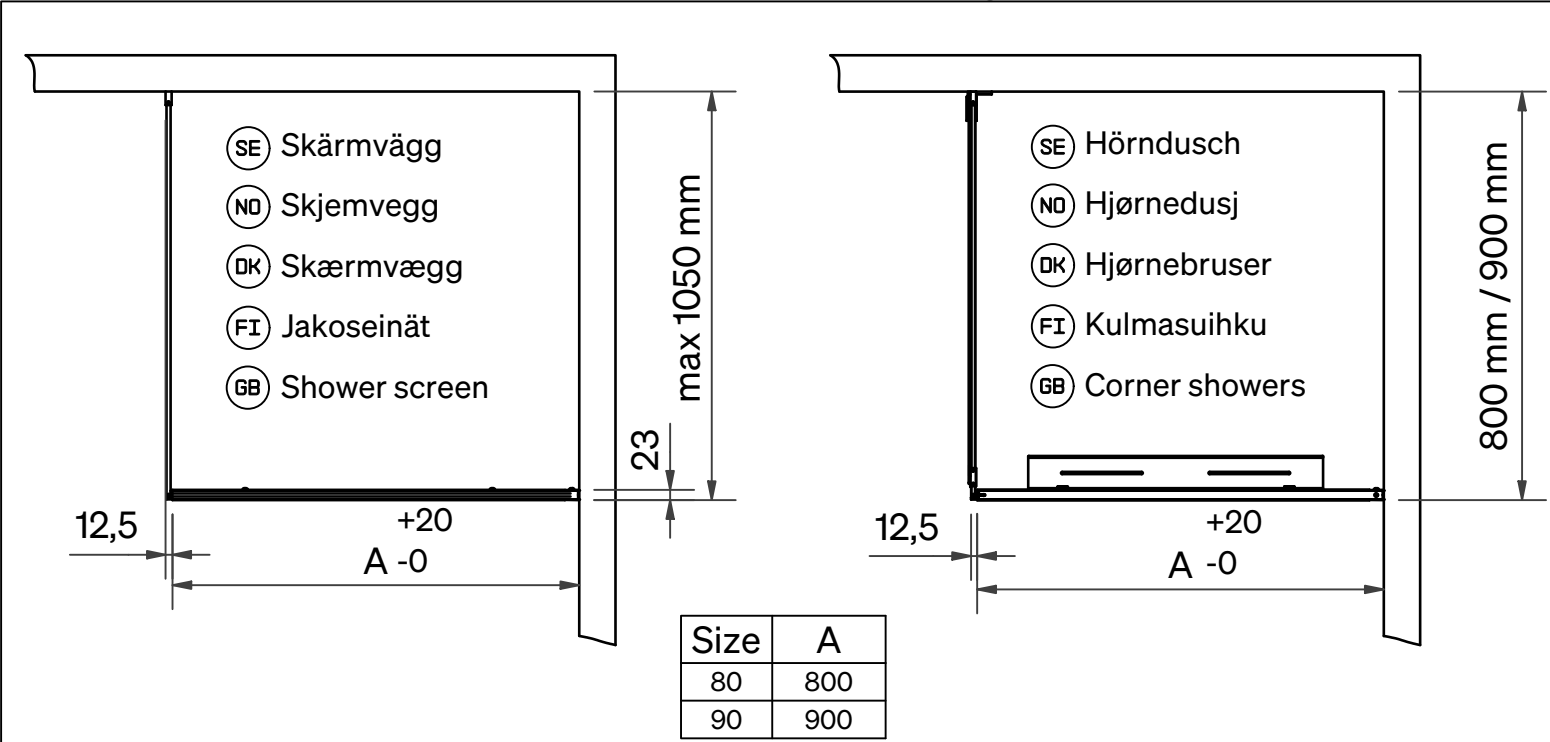 SE Skärmvägg
NO Skjemvegg
DK Skærmvægg
FI Jakoseinät
GB Shower screen
max 1050 mm
23
12,5
+20
A -0
SE Hörndusch
NO Hjørnedusj
DK Hjørnebruser
FI Kulmasuihku
GB Corner showers
800 mm / 900 mm
12,5
+20
A -0
Size A
80 800
90 900